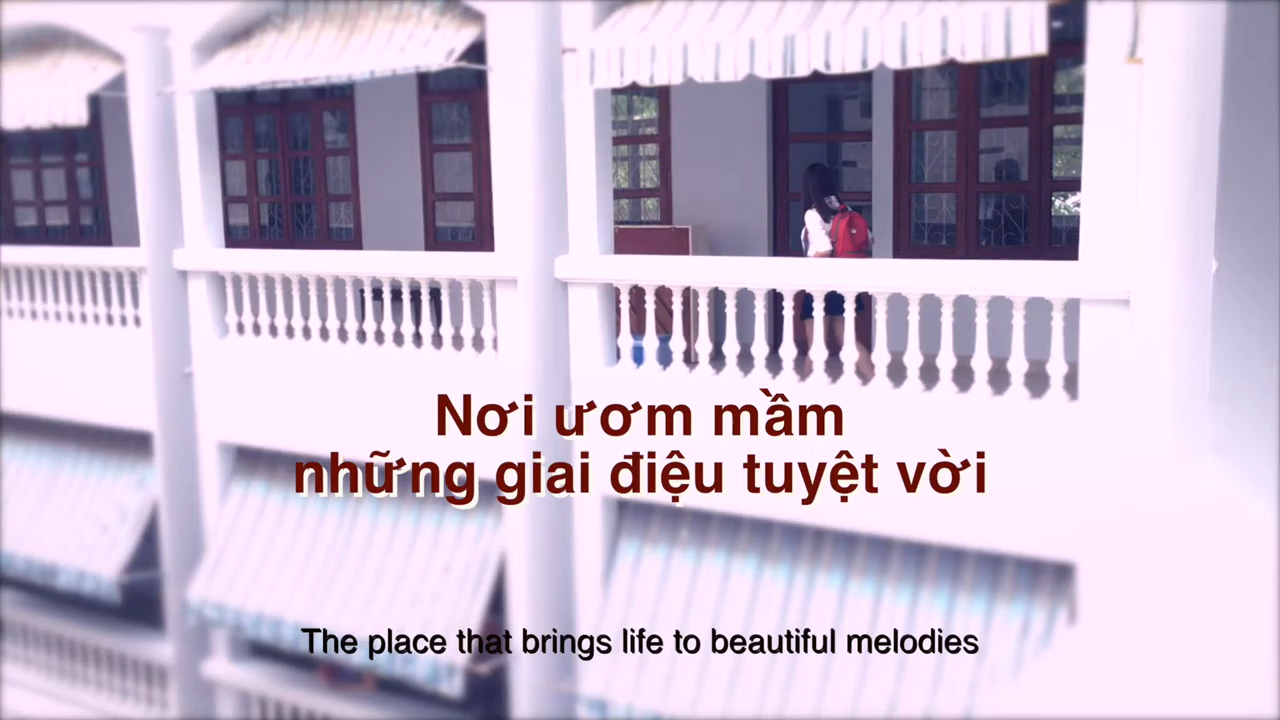 Nơi ươm mầm
những giai điệu tuyệt vời
The place that brings life to beautiful melodies